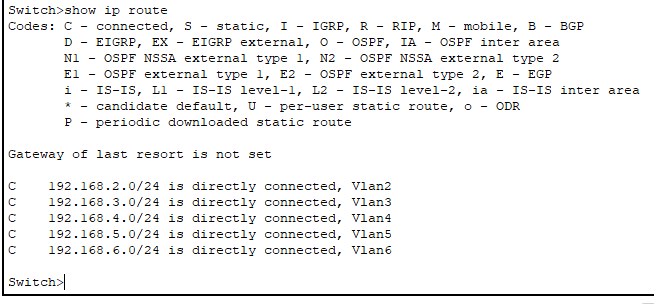 Switch>show ip route
Codes: C - connected, S - static, I - IGRP, R - RIP, M - mobile, B - BGP
       D - EIGRP, EX - EIGRP external, O - OSPF, IA - OSPF inter area
       N1 - OSPF NSSA external type 1, N2 - OSPF NSSA external type 2
       E1 - OSPF external type 1, E2 - OSPF external type 2, E - EGP
       i - IS-IS, L1 - IS-IS level-1, L2 - IS-IS level-2, ia - IS-IS inter area
       * - candidate default, U - per-user static route, o - ODR
       P - periodic downloaded static route

Gateway of last resort is not set

C    192.168.2.0/24 is directly connected, Vlan2
C    192.168.3.0/24 is directly connected, Vlan3
C    192.168.4.0/24 is directly connected, Vlan4
C    192.168.5.0/24 is directly connected, Vlan5
C    192.168.6.0/24 is directly connected, Vlan6

Switch>